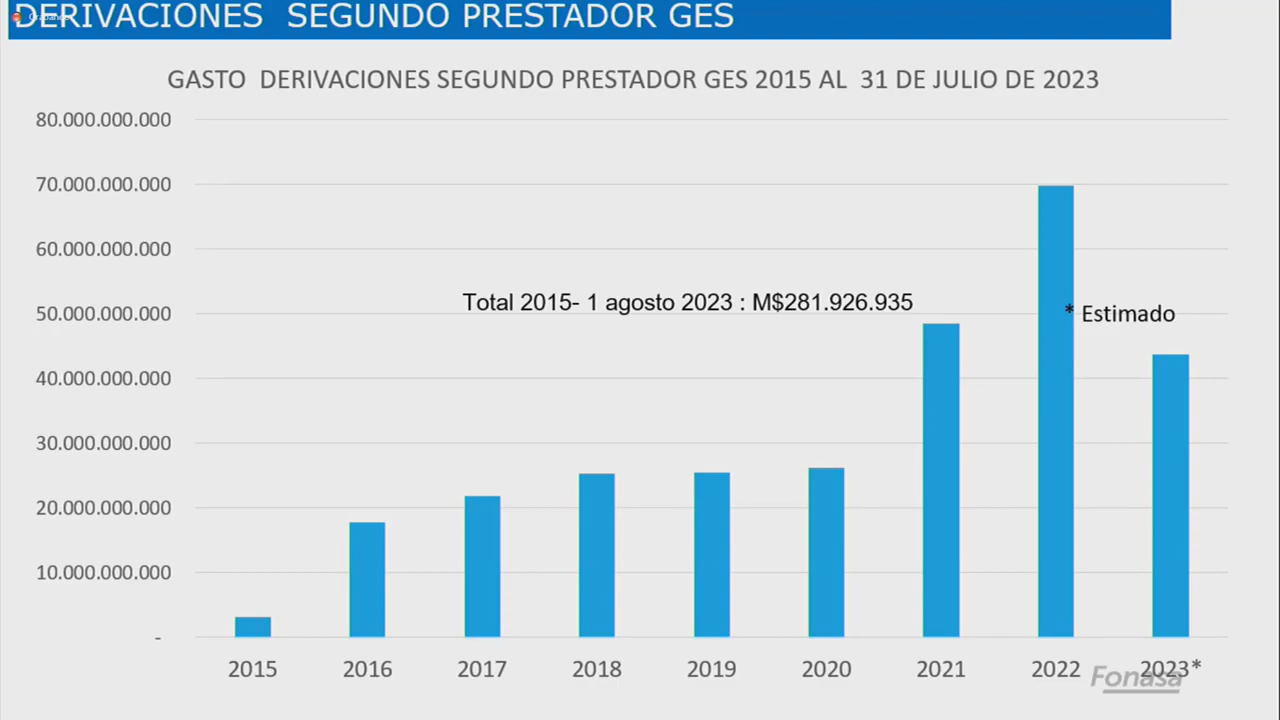 DERIVACIONES SEGUNDO PRESTADOR GES
GASTO DERIVACIONES SEGUNDO PRESTADOR GES 2015 AL 31 DE JULIO DE 2023
80.000.000.000
70.000.000.000
60.000.000.000
50.000.000.000
40.000.000.000
30.000.000.000
20.000.000.000
10.000.000.000
-
Total 2015- 1 agosto 2023 : M$281.926.935
* Estimado
2015 2016 2017 2018 2019 2020 2021 2022 2023*
Fonasa